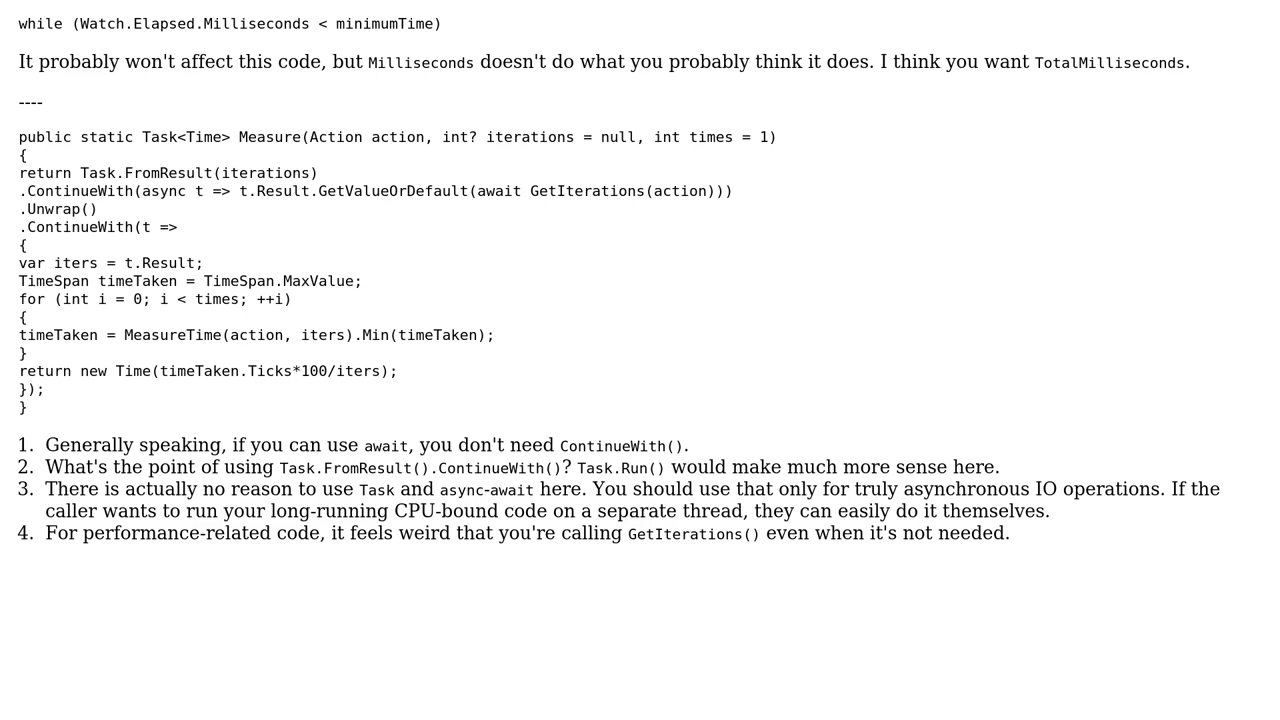 while (Watch.Elapsed.Milliseconds < minimumTime)
It probably won't affect this code, but Milliseconds doesn't do what you probably think it does. I think you want TotalMilliseconds.
----
public static Task<Time> Measure(Action action, int? iterations = null, int times = 1)
{
return Task.FromResult(iterations)
.ContinueWith(async t => t.Result.GetValueOrDefault(await GetIterations(action)))
.Unwrap()
.ContinueWith(t =>
{
var iters = t.Result;
TimeSpan timeTaken = TimeSpan.MaxValue;
for (int i = 0; i < times; ++i)
{
timeTaken = MeasureTime(action, iters).Min(timeTaken);
}
return new Time(timeTaken.Ticks*100/iters);
});
}
1. Generally speaking, if you can use await, you don't need ContinueWith().
2. What's the point of using Task.FromResult().ContinueWith()? Task.Run() would make much more sense here.
3. There is actually no reason to use Task and async-await here. You should use that only for truly asynchronous IO operations. If the
caller wants to run your long-running CPU-bound code on a separate thread, they can easily do it themselves.
4. For performance-related code, it feels weird that you're calling GetIterations() even when it's not needed.